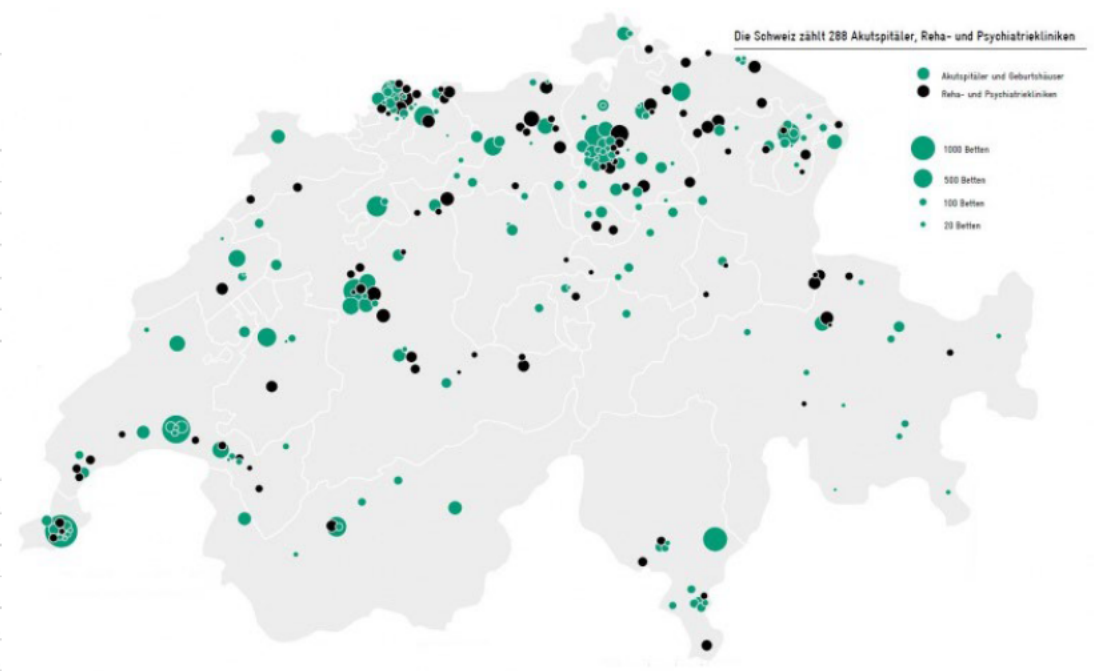 Die Schweiz zählt 288 Akutspitäler, Reha- und Psychiatriekliniken
Akutspitäler und Geburtshäuser
Reha- und Psychiatriekliniken
1000 Betten
500 Betten
100 Betten
20 Betten